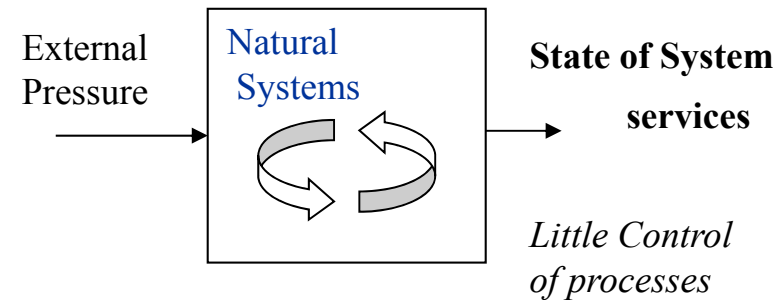 External
Pressure
Natural
Systems
State of System
services
Little Control
of processes